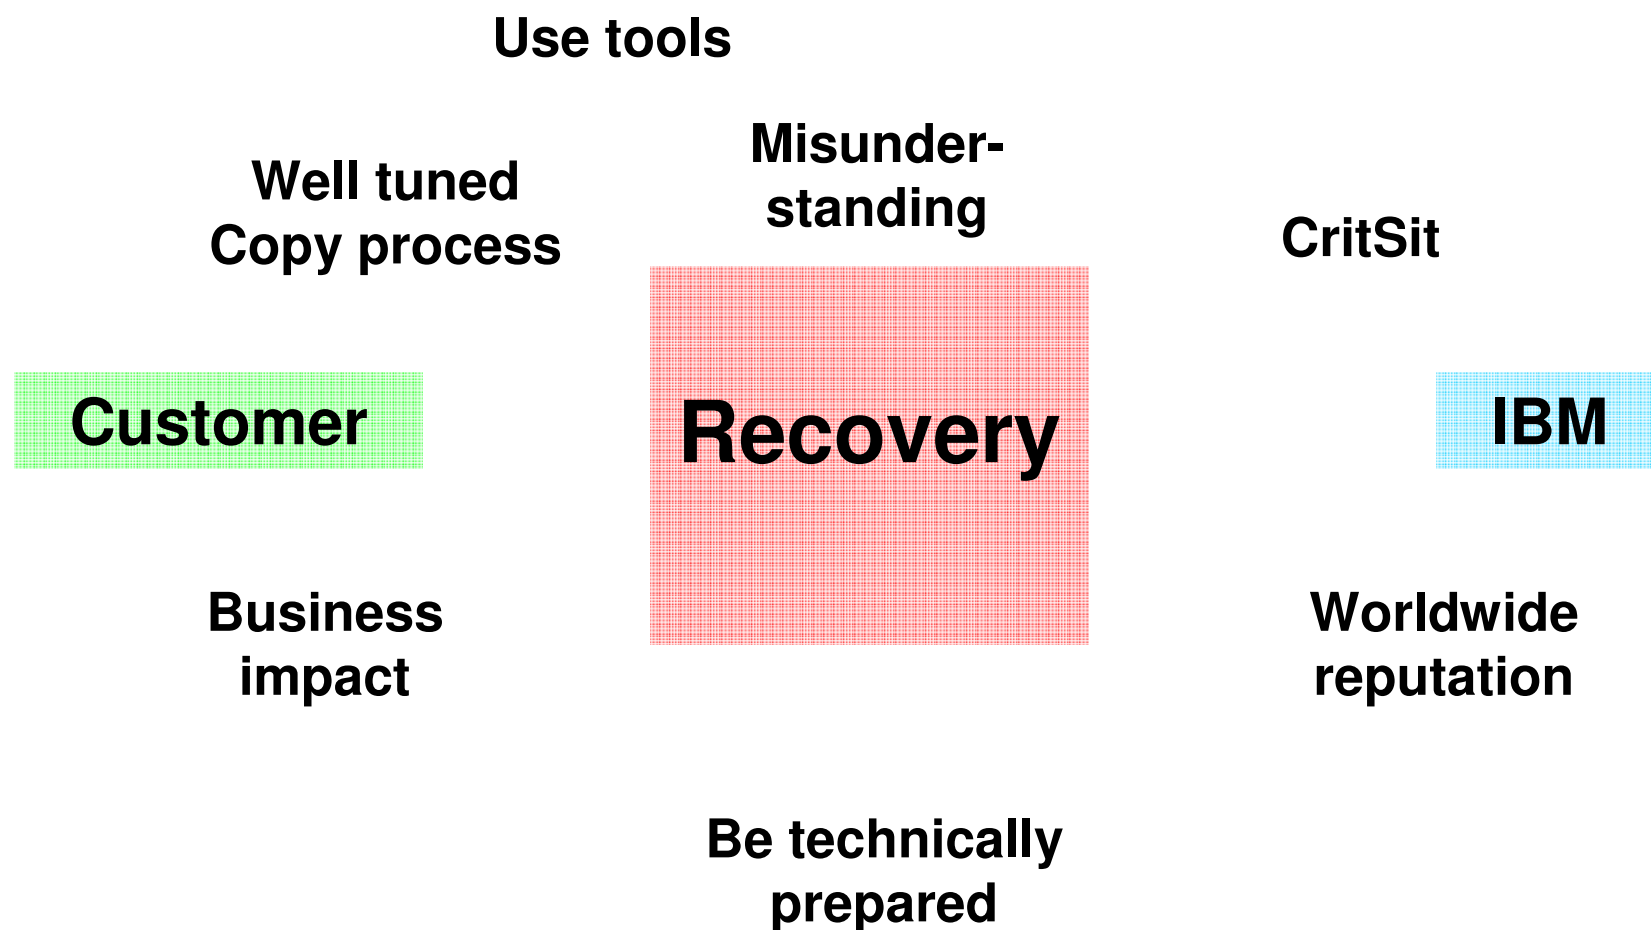 Use tools
Misunder-
standing
Well tuned
Copy process
CritSit
Customer
Recovery
IBM
Business
impact
Worldwide
reputation
Be technically
prepared